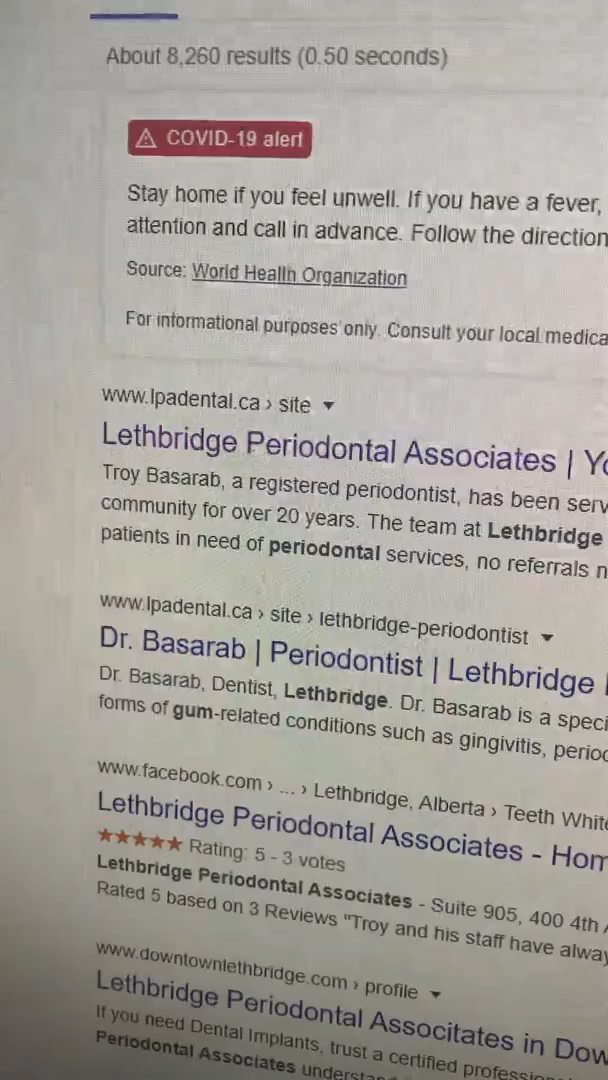 About 8,260 results (0.50 seconds)
COVID-19 alert
Stay home if you feel unwell. If you have a fever,
attention and call in advance. Follow the direction
Source: World Health Organization
For informational purposes only. Consult your local medica
www.lpadental.ca › site
Lethbridge Periodontal Associates | Yo
Troy Basarab, a registered periodontist, has been serv
community for over 20 years. The team at Lethbridge
patients in need of periodontal services, no referrals n
www.lpadental.ca › site › lethbridge-periodontist
Dr. Basarab | Periodontist | Lethbridge
Dr. Basarab, Dentist, Lethbridge. Dr. Basarab is a speci
forms of gum-related conditions such as gingivitis, perioc
www.facebook.com › ... › Lethbridge, Alberta › Teeth White
Lethbridge Periodontal Associates - Hom
★★★★★ Rating: 5 - 3 votes
Lethbridge Periodontal Associates - Suite 905, 400 4th
Rated 5 based on 3 Reviews "Troy and his staff have alway
www.downtownlethbridge.com › profile
Lethbridge Periodontal Associtates in Dow
If you need Dental Implants, trust a certified profession
Periodontal Associates understan